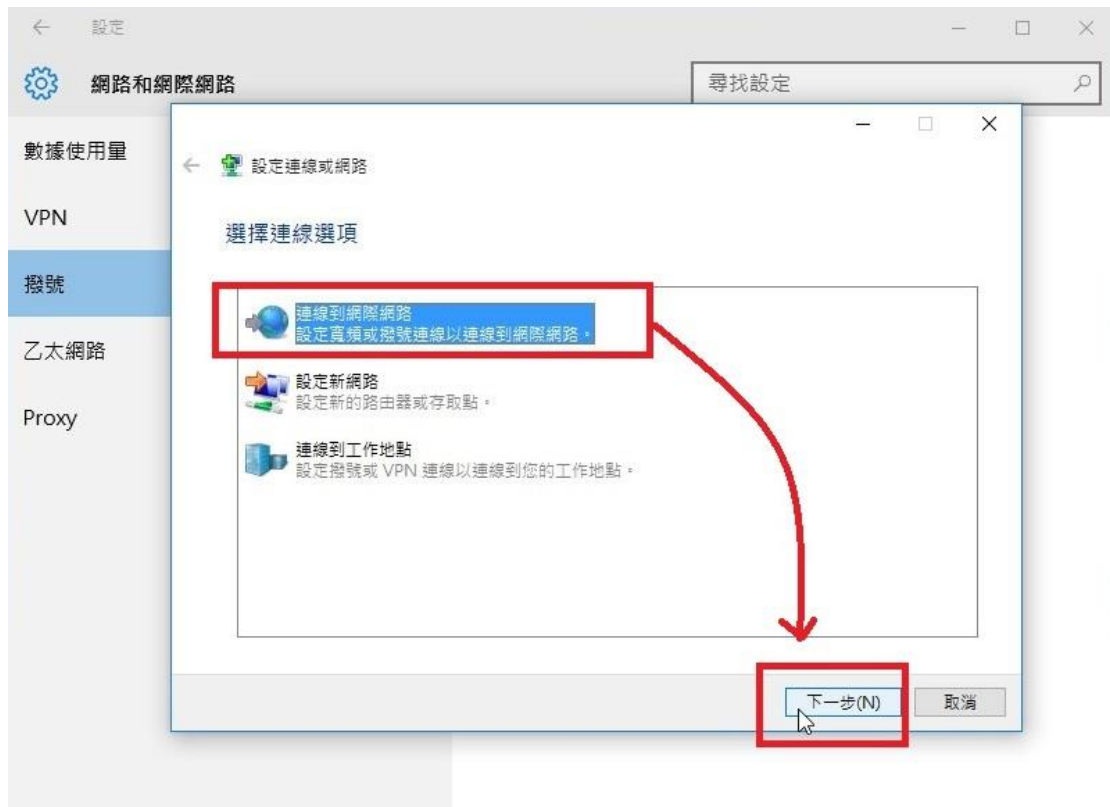 設定
網路和網際網路
尋找設定
數據使用量
VPN
撥號
乙太網路
Proxy
設定連線或網路
選擇連線選項
連線到網際網路
設定寬頻或撥號連線以連線到網際網路。
設定新網路
設定新的路由器或存取點。
連線到工作地點
設定撥號或 VPN 連線以連線到您的工作地點。
下一步(N)
取消